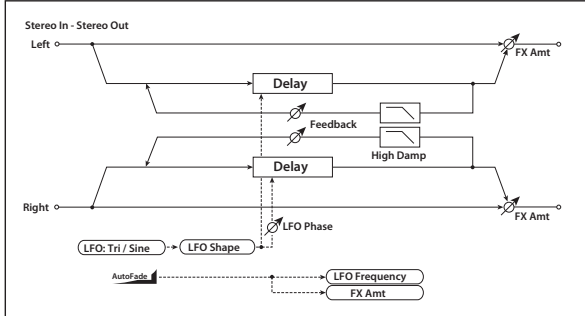 Stereo In - Stereo Out
Left
FX Amt
Delay
Feedback
High Damp
Delay
Right
FX Amt
LFO Phase
LFO: Tri / Sine
LFO Shape
AutoFade
LFO Frequency
FX Amt